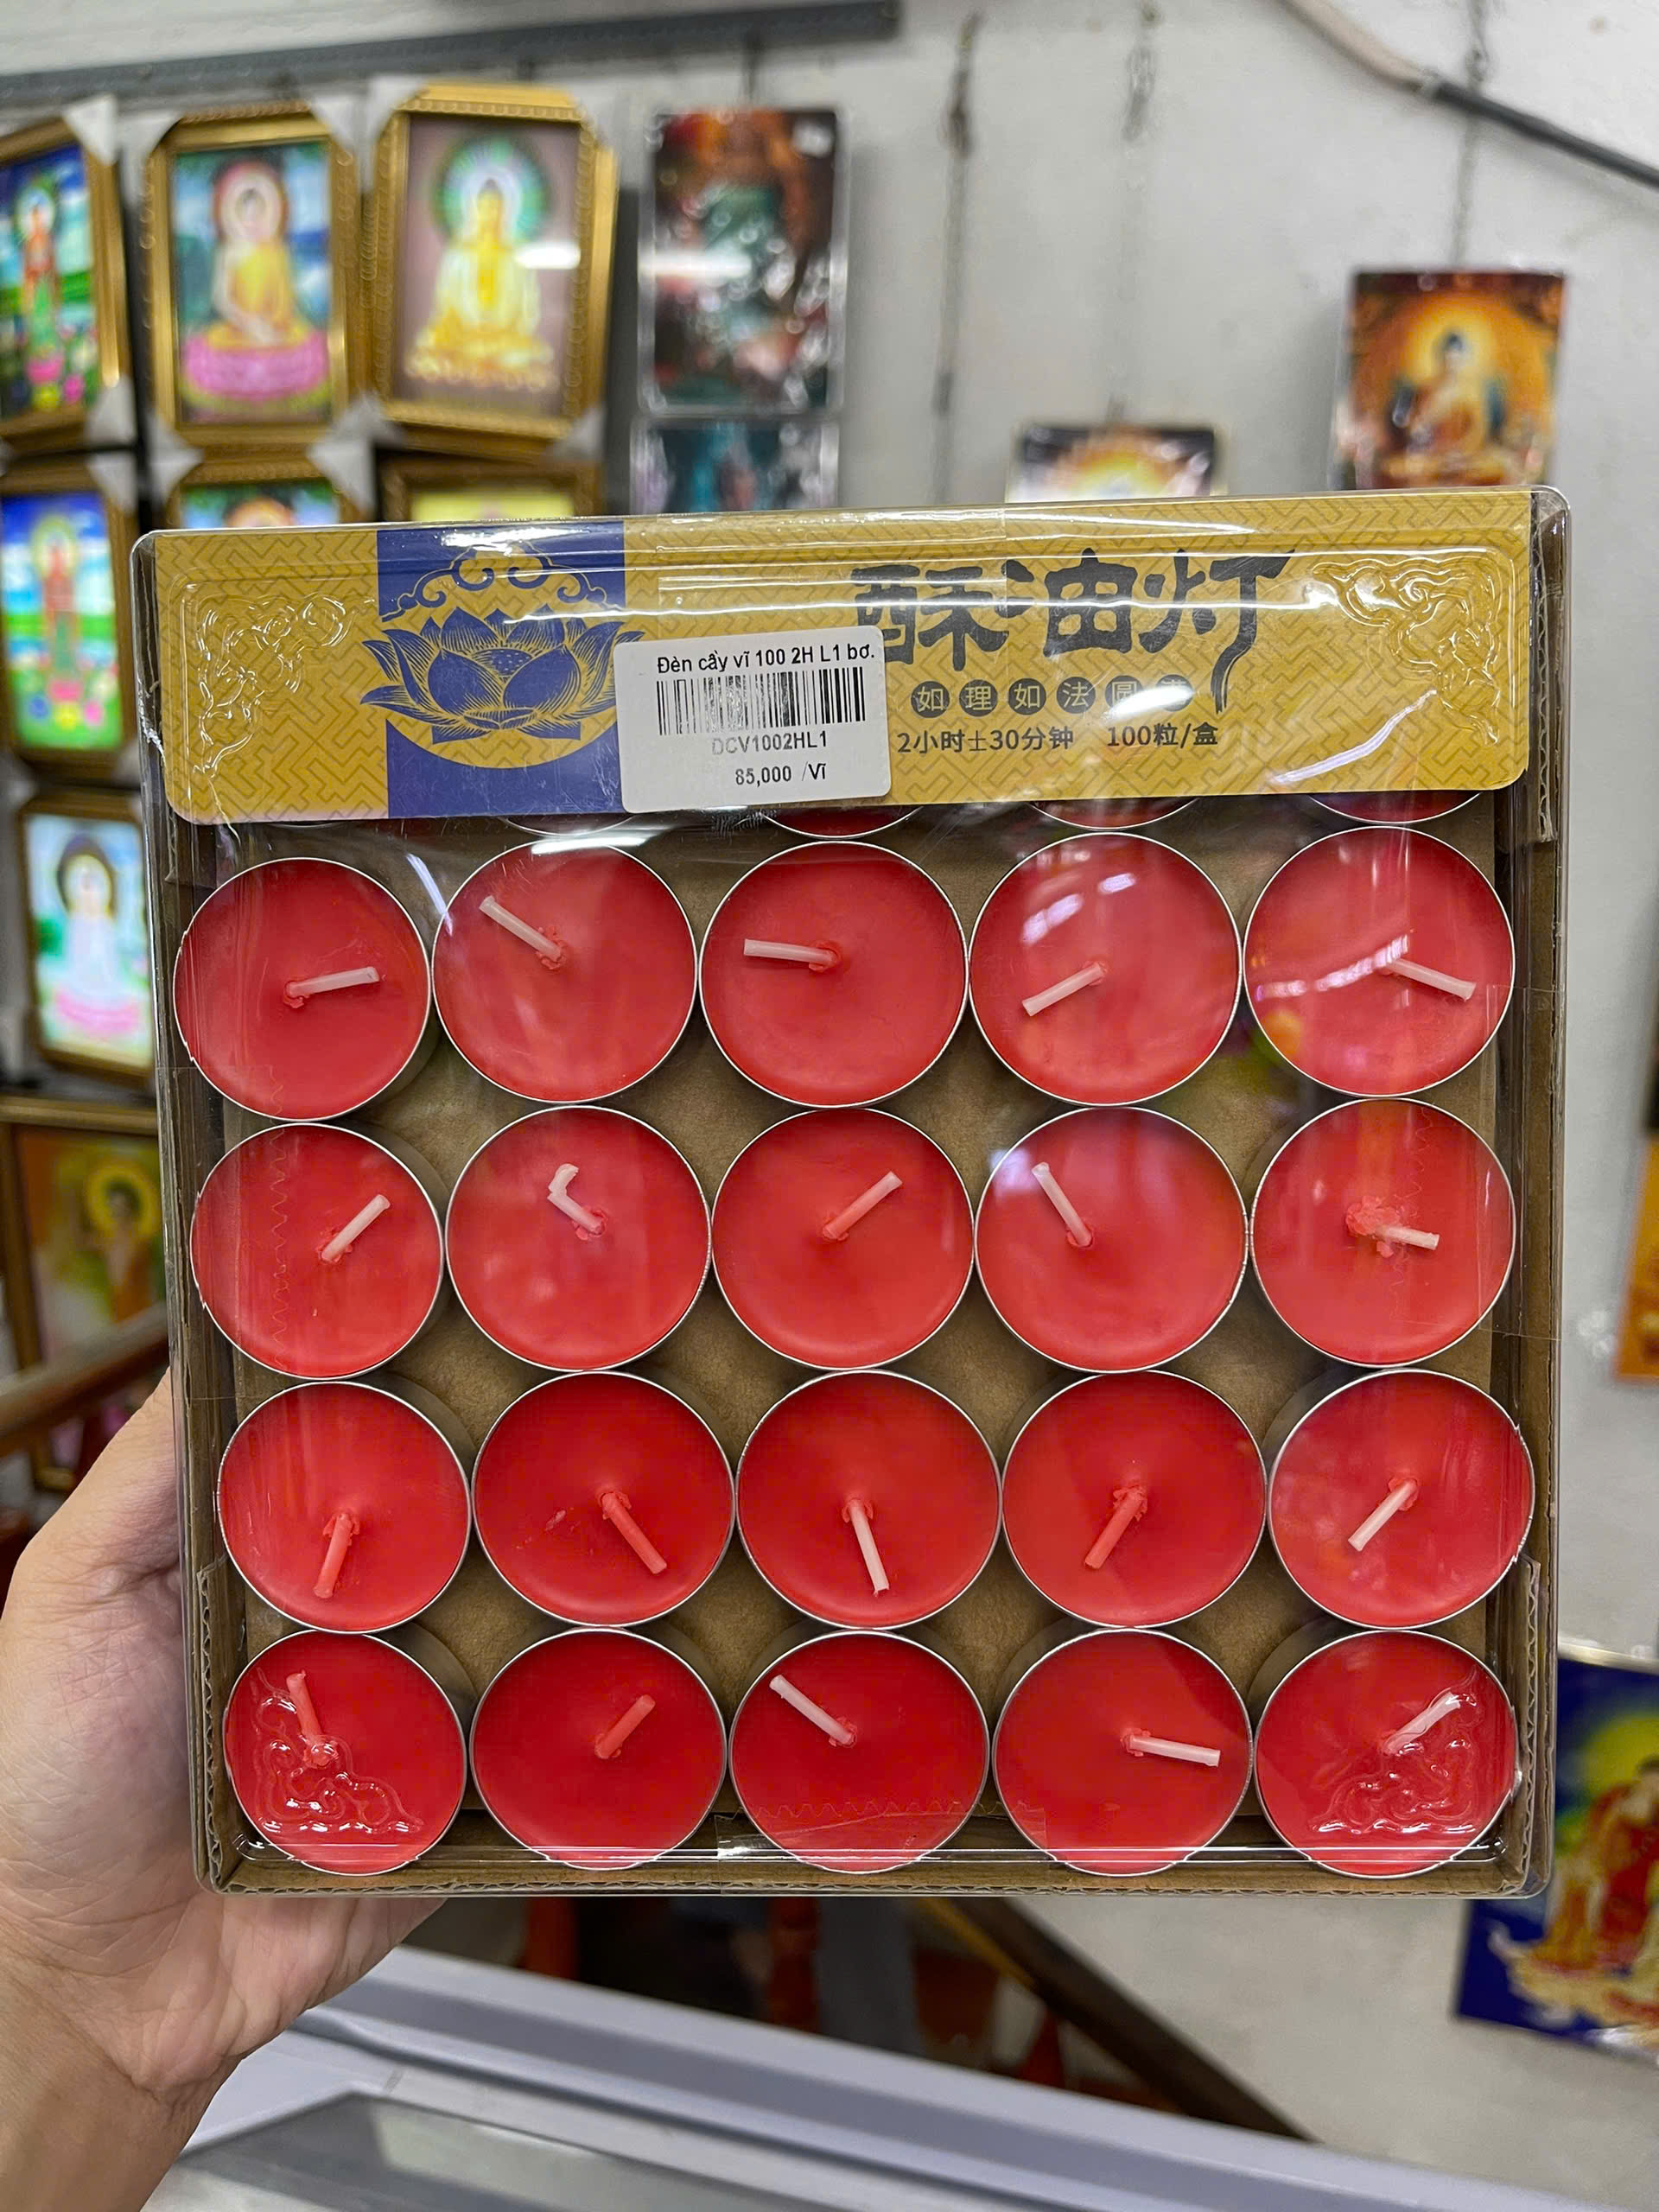 酥油灯
Đèn cầy vĩ 100 2H L1 bơ.
如理如法圆
DCV1002HL1
2小时±30分钟 100粒/盒
85,000 /Vĩ